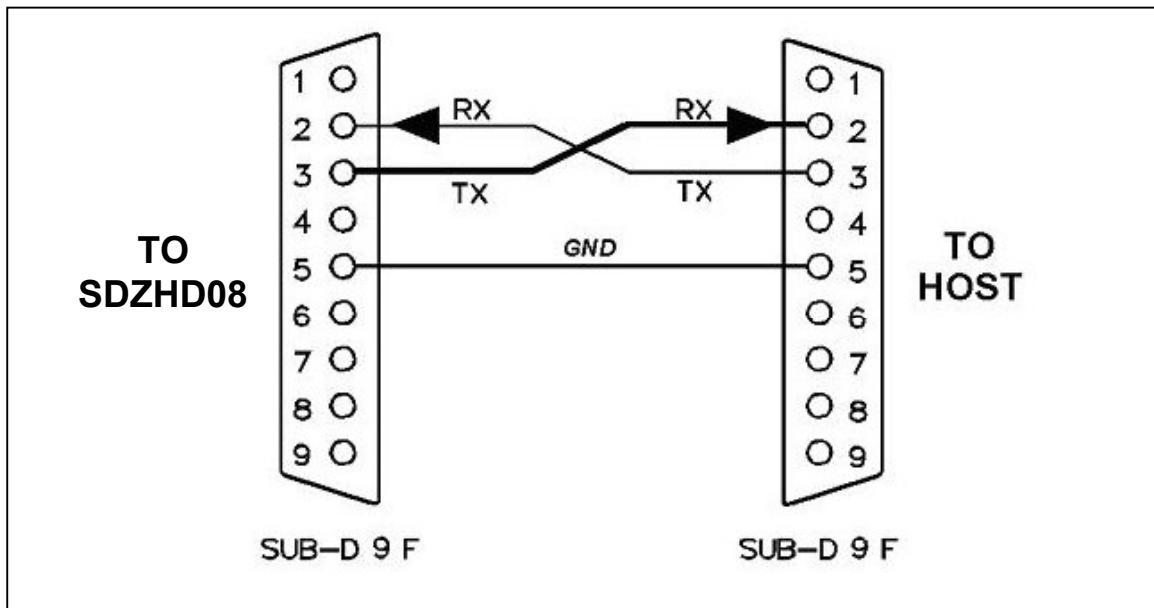 1 1
2 RX RX 2
3 TX TX 3
4 4
5 GND 5
6 6
7 7
8 8
9 9
TO
SDZHD08
TO
HOST
SUB-D 9 F
SUB-D 9 F